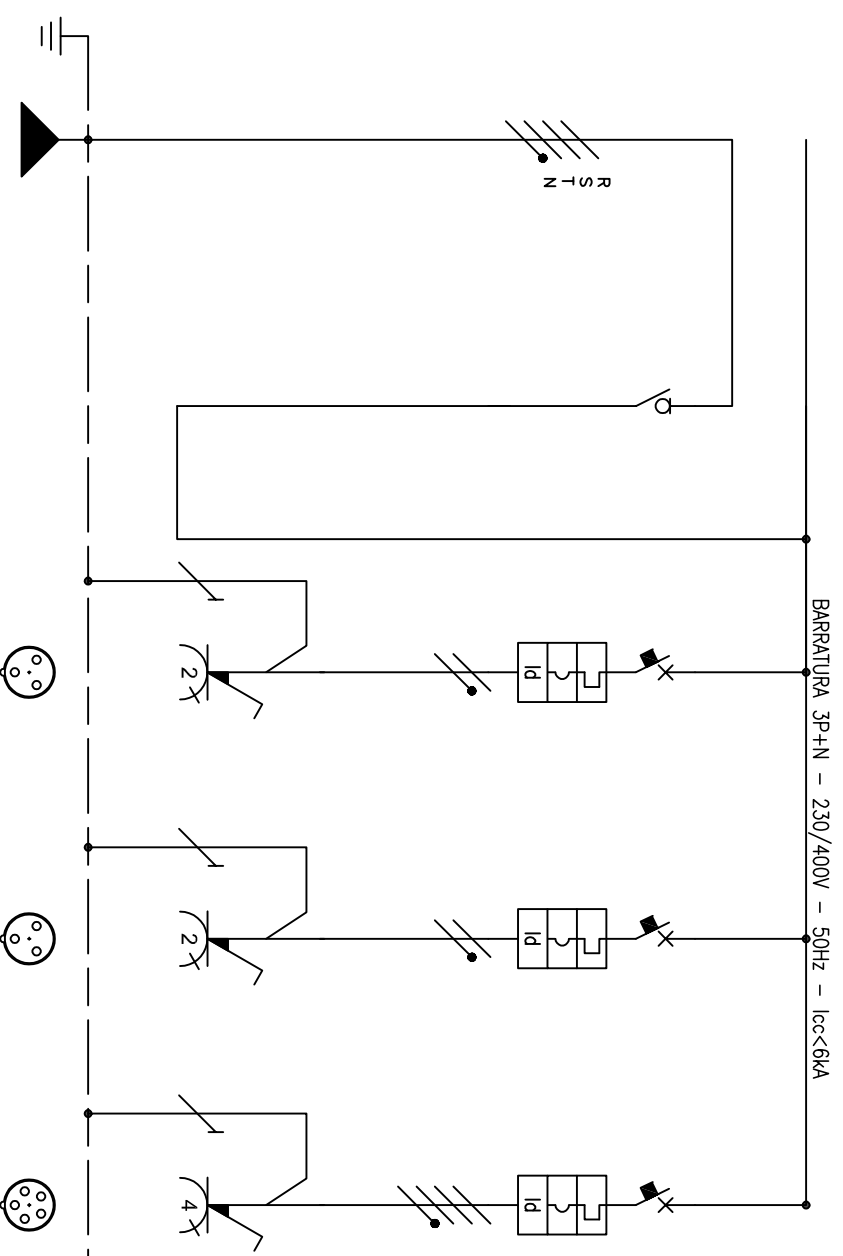 BARRATURA 3P+N – 230/400V – 50Hz – Icc<6kA
R
S
T
N
Id
Id
Id
2
2
4